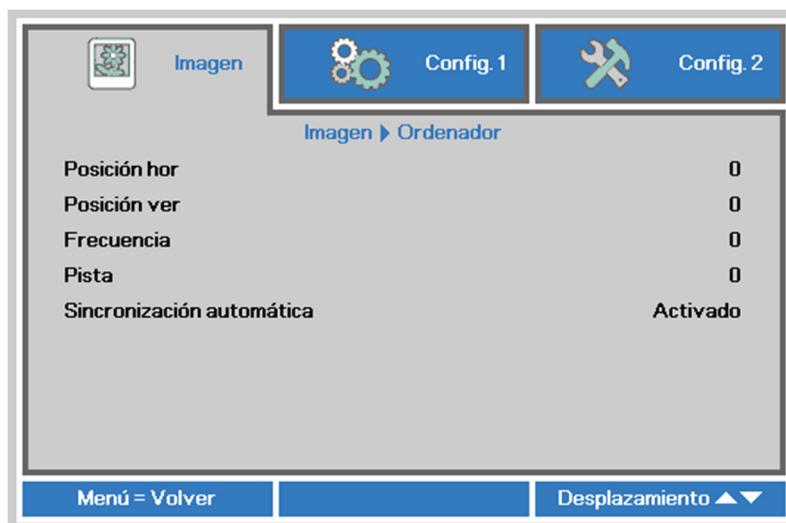 Imagen
Config. 1
Config. 2
Imagen ▶ Ordenador
Posición hor 0
Posición ver 0
Frecuencia 0
Pista 0
Sincronización automática Activado
Menú = Volver
Desplazamiento ▲▼